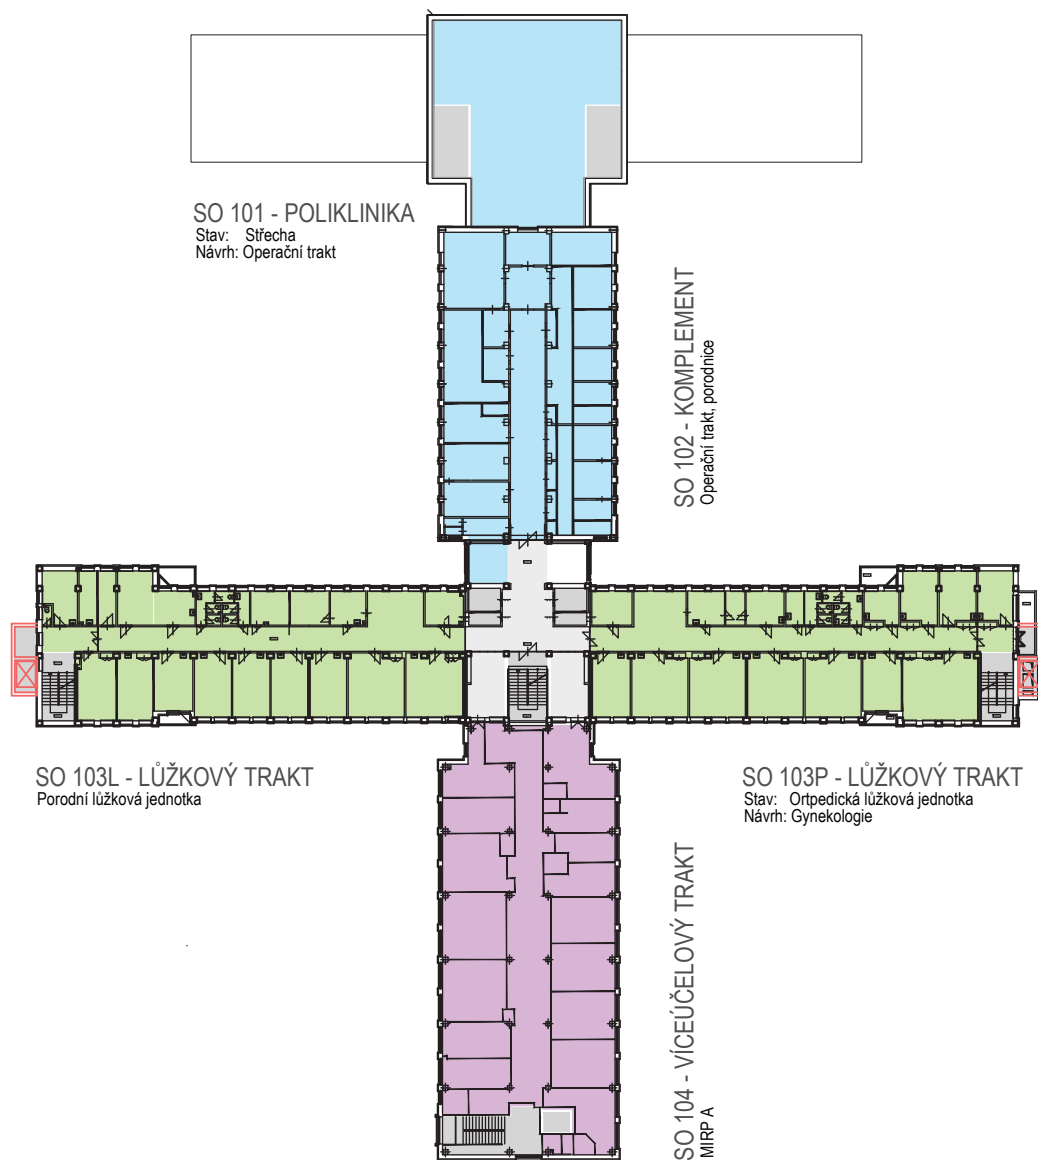 SO 101 - POLIKLINIKA
Stav: Střecha
Návrh: Operační trakt
SO 102 - KOMPLEMENT
Operační trakt, porodnice
SO 103L - LŮŽKOVÝ TRAKT
Porodní lůžková jednotka
SO 103P - LŮŽKOVÝ TRAKT
Stav: Ortpedická lůžková jednotka
Návrh: Gynekologie
SO 104 - VÍCEÚČELOVÝ TRAKT
MIRP A